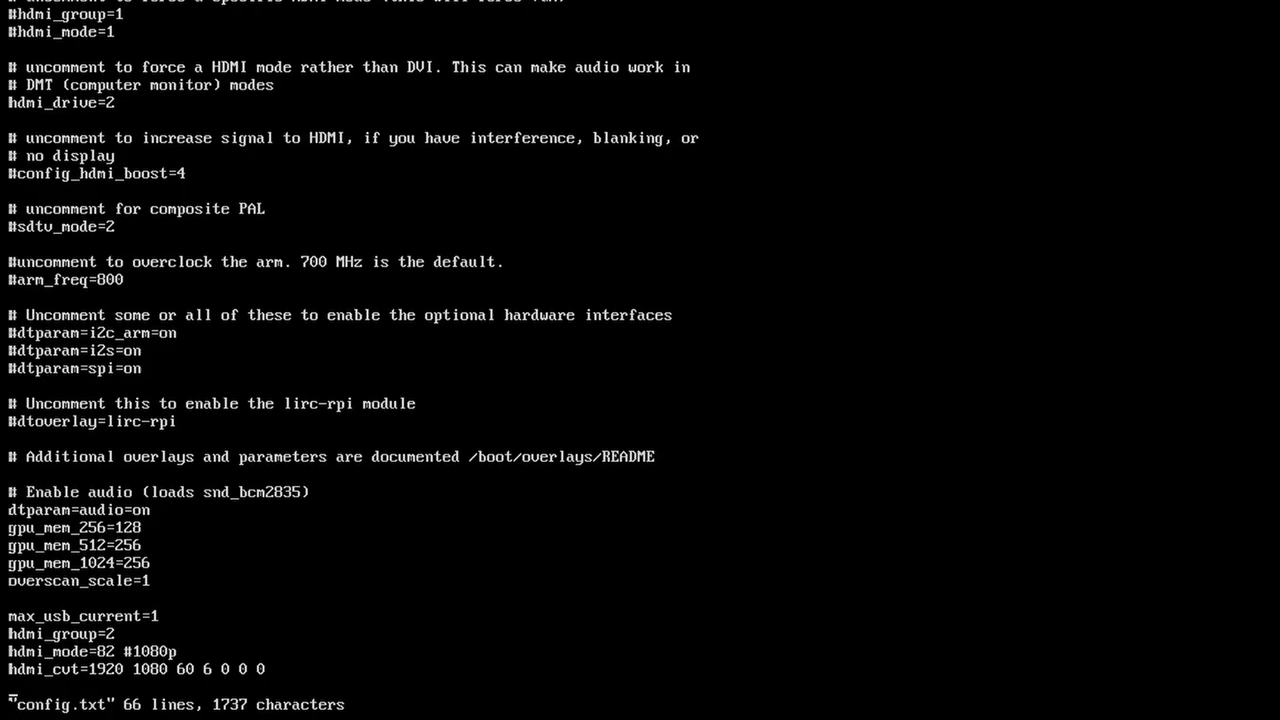 #hdmi_group=1
#hdmi_mode=1
# uncomment to force a HDMI mode rather than DVI. This can make audio work in
# DMT (computer monitor) modes
hdmi_drive=2
# uncomment to increase signal to HDMI, if you have interference, blanking, or
# no display
#config_hdmi_boost=4
# uncomment for composite PAL
#sdtv_mode=2
#uncomment to overclock the arm. 700 MHz is the default.
#arm_freq=800
# Uncomment some or all of these to enable the optional hardware interfaces
#dtparam=i2c_arm=on
#dtparam=i2s=on
#dtparam=spi=on
# Uncomment this to enable the lirc-rpi module
#dtoverlay=lirc-rpi
# Additional overlays and parameters are documented /boot/overlays/README
# Enable audio (loads snd_bcm2835)
dtparam=audio=on
gpu_mem_256=128
gpu_mem_512=256
gpu_mem_1024=256
overscan_scale=1
max_usb_current=1
hdmi_group=2
hdmi_mode=82 #1080p
hdmi_cvt=1920 1080 60 6 0 0 0
"config.txt" 66 lines, 1737 characters